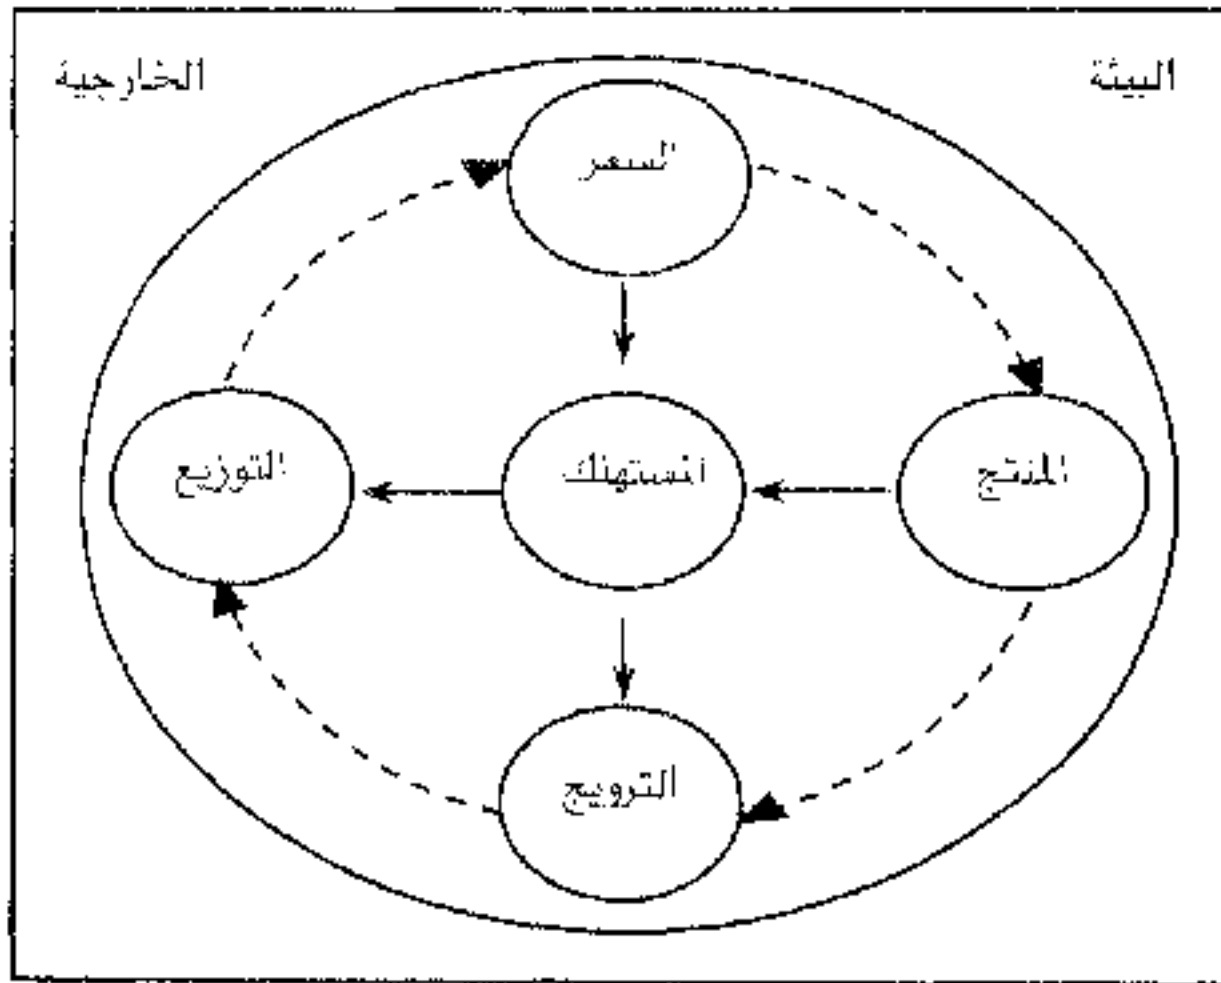 البيئة الخارجية
السعر
المنتج
المستهلك
التوزيع
الترويج